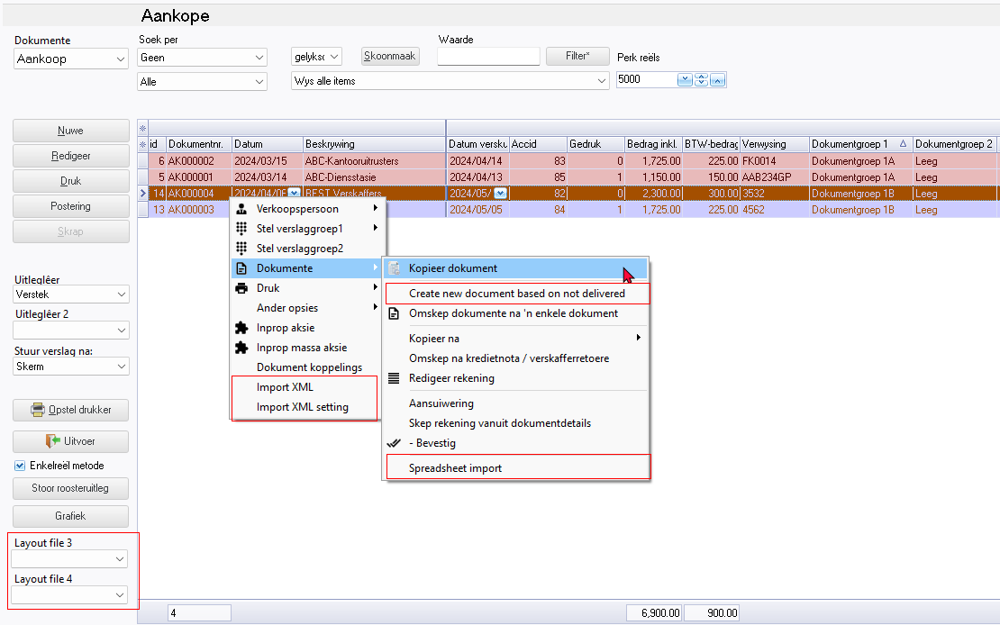 Aankope
Dokumente
Aankoop
Soek per
Geen
gelyksc
Skoonmaak
Waarde
Filter*
Perk reëls
5000
Alle
Wys alle items
Nuwe
Redigeer
Druk
Postering
Skrap
Uitleglêer
Verstek
Uitleglêer 2
Stuur verslag na:
Skerm
Opstel drukker
Uitvoer
Enkelreël metode
Stoor roosteruitleg
Grafiek
Layout file 3
Layout file 4
id Dokumentnr. Datum Beskrywing Datum versku Accid Gedruk Bedrag inkl. BTW-bedrag Verwysing Dokumentgroep 1 Dokumentgroep 2
6 AK000002 2024/03/15 ABC-Kantooruitrusters 2024/04/14 83 0 1,725.00 225.00 FK0014 Dokumentgroep 1A Leeg
5 AK000001 2024/03/14 ABC-Diensstasie 2024/04/13 85 1 1,150.00 150.00 AAB234GP Dokumentgroep 1A Leeg
14 AK000004 2024/04/05 BEST Verskaffers 2024/05/ 82 0 2,300.00 300.00 3532 Dokumentgroep 1B Leeg
13 AK000003 2024/05/05 84 1 1,725.00 225.00 4562 Dokumentgroep 1B Leeg
Verkoopspersoon
Stel verslaggroep1
Stel verslaggroep2
Dokumente
Druk
Ander opsies
Inprop aksie
Inprop massa aksie
Dokument koppelings
Import XML
Import XML setting
Kopieer dokument
Create new document based on not delivered
Omskep dokumente na 'n enkele dokument
Kopieer na
Omskep na kredietnota / verskafferretoere
Redigeer rekening
Aansuiwering
Skep rekening vanuit dokumentdetails
- Bevestig
Spreadsheet import
4
6,900.00
900.00